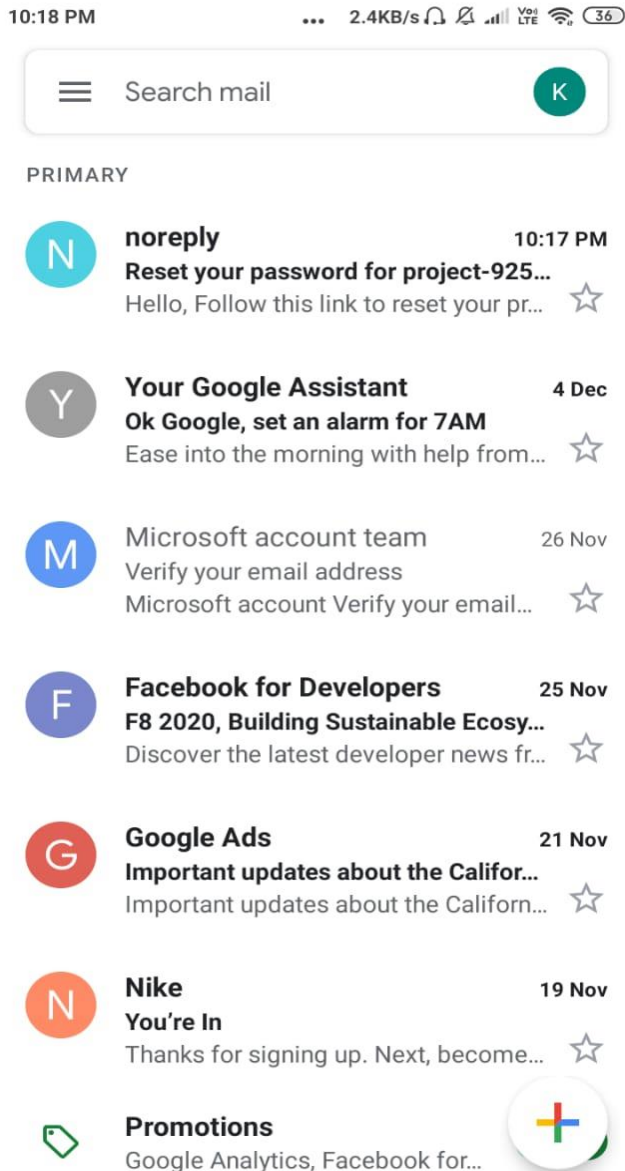 10:18 PM ... 2.4KB/s Vo) LTE 36
Search mail K
PRIMARY
N noreply 10:17 PM
Reset your password for project-925...
Hello, Follow this link to reset your pr...
Y Your Google Assistant 4 Dec
Ok Google, set an alarm for 7AM
Ease into the morning with help from...
M Microsoft account team 26 Nov
Verify your email address
Microsoft account Verify your email...
F Facebook for Developers 25 Nov
F8 2020, Building Sustainable Ecosy...
Discover the latest developer news fr...
G Google Ads 21 Nov
Important updates about the Califor...
Important updates about the Californ...
N Nike 19 Nov
You're In
Thanks for signing up. Next, become...
Promotions
Google Analytics, Facebook for...